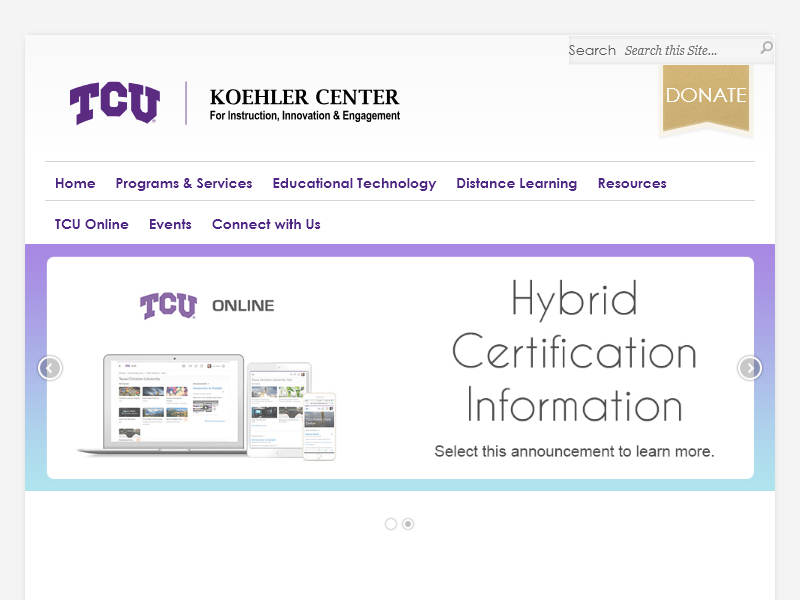 Search Search this Site...
DONATE
TCU
KOEHLER CENTER
For Instruction, Innovation & Engagement
Home Programs & Services Educational Technology Distance Learning Resources
TCU Online Events Connect with Us
TCU ONLINE
Hybrid
Certification
Information
Select this announcement to learn more.